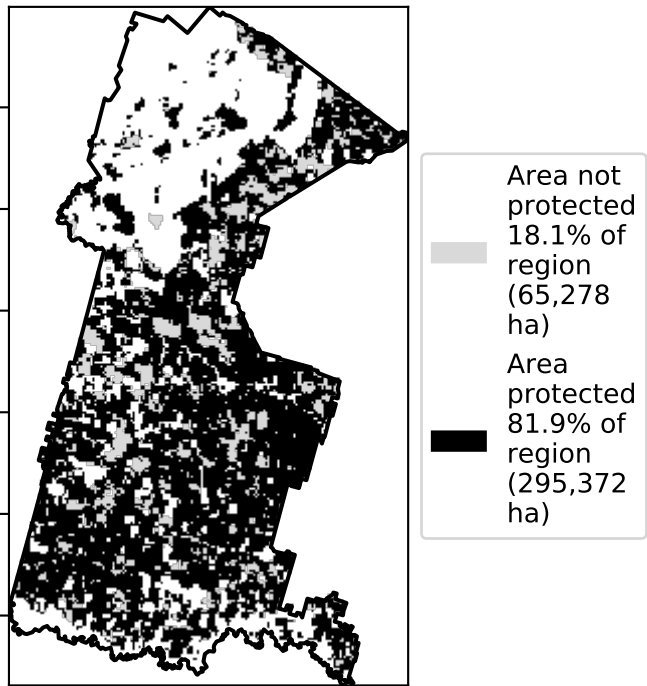 Area not
protected
18.1% of
region
(65,278
ha)
Area
protected
81.9% of
region
(295,372
ha)